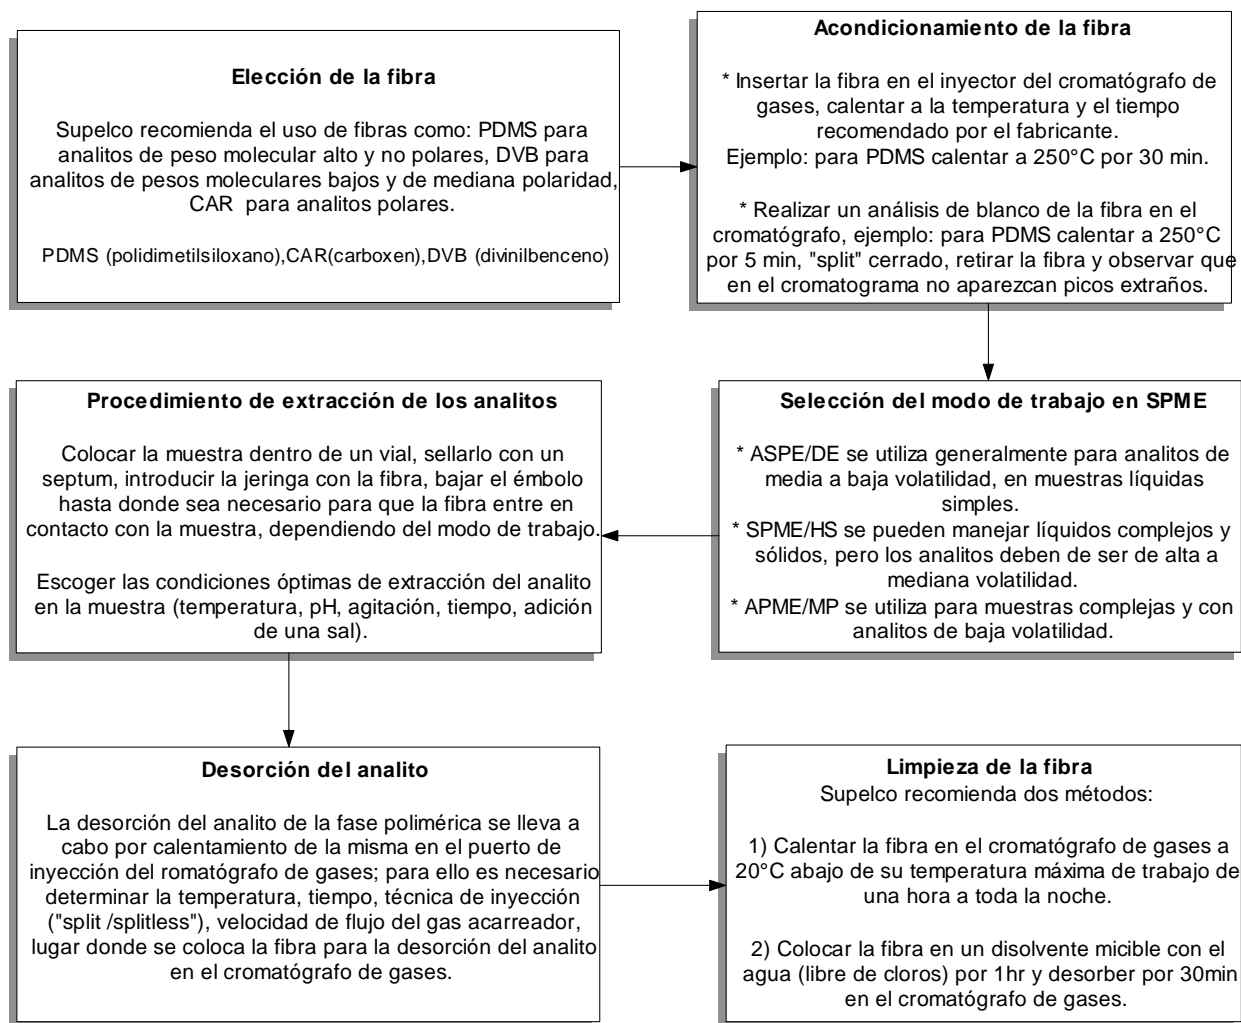 Elección de la fibra
Supelco recomienda el uso de fibras como: PDMS para
analitos de peso molecular alto y no polares, DVB para
analitos de pesos moleculares bajos y de mediana polaridad,
CAR para analitos polares.
PDMS (polidimetilsiloxano),CAR(carboxen),DVB (divinilbenceno)
Acondicionamiento de la fibra
* Insertar la fibra en el inyector del cromatógrafo de
gases, calentar a la temperatura y el tiempo
recomendado por el fabricante.
Ejemplo: para PDMS calentar a 250°C por 30 min.
* Realizar un análisis de blanco de la fibra en el
cromatógrafo, ejemplo: para PDMS calentar a 250°C
por 5 min, "split" cerrado, retirar la fibra y observar que
en el cromatograma no aparezcan picos extraños.
Selección del modo de trabajo en SPME
* ASPE/DE se utiliza generalmente para analitos de
media a baja volatilidad, en muestras líquidas
simples.
* SPME/HS se pueden manejar líquidos complejos y
sólidos, pero los analitos deben de ser de alta a
mediana volatilidad.
* APME/MP se utiliza para muestras complejas y con
analitos de baja volatilidad.
Procedimiento de extracción de los analitos
Colocar la muestra dentro de un vial, sellarlo con un
septum, introducir la jeringa con la fibra, bajar el émbolo
hasta donde sea necesario para que la fibra entre en
contacto con la muestra, dependiendo del modo de trabajo.
Escoger las condiciones óptimas de extracción del analito
en la muestra (temperatura, pH, agitación, tiempo, adición
de una sal).
Desorción del analito
La desorción del analito de la fase polimérica se lleva a
cabo por calentamiento de la misma en el puerto de
inyección del romatógrafo de gases; para ello es necesario
determinar la temperatura, tiempo, técnica de inyección
("split /splitless"), velocidad de flujo del gas acarreador,
lugar donde se coloca la fibra para la desorción del analito
en el cromatógrafo de gases.
Limpieza de la fibra
Supelco recomienda dos métodos:
1) Calentar la fibra en el cromatógrafo de gases a
20°C abajo de su temperatura máxima de trabajo de
una hora a toda la noche.
2) Colocar la fibra en un disolvente micible con el
agua (libre de cloros) por 1hr y desorber por 30min
en el cromatógrafo de gases.